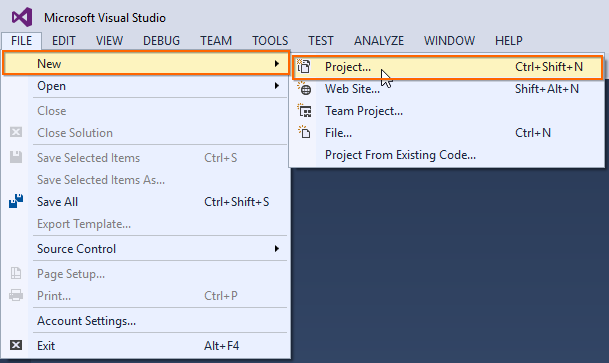 Microsoft Visual Studio
FILE EDIT VIEW DEBUG TEAM TOOLS TEST ANALYZE WINDOW HELP
New
Open
Close
Close Solution
Save Selected Items Ctrl+S
Save Selected Items As...
Save All Ctrl+Shift+S
Export Template...
Source Control
Page Setup...
Print... Ctrl+P
Account Settings...
Exit Alt+F4
Project... Ctrl+Shift+N
Web Site... Shift+Alt+N
Team Project...
File... Ctrl+N
Project From Existing Code...